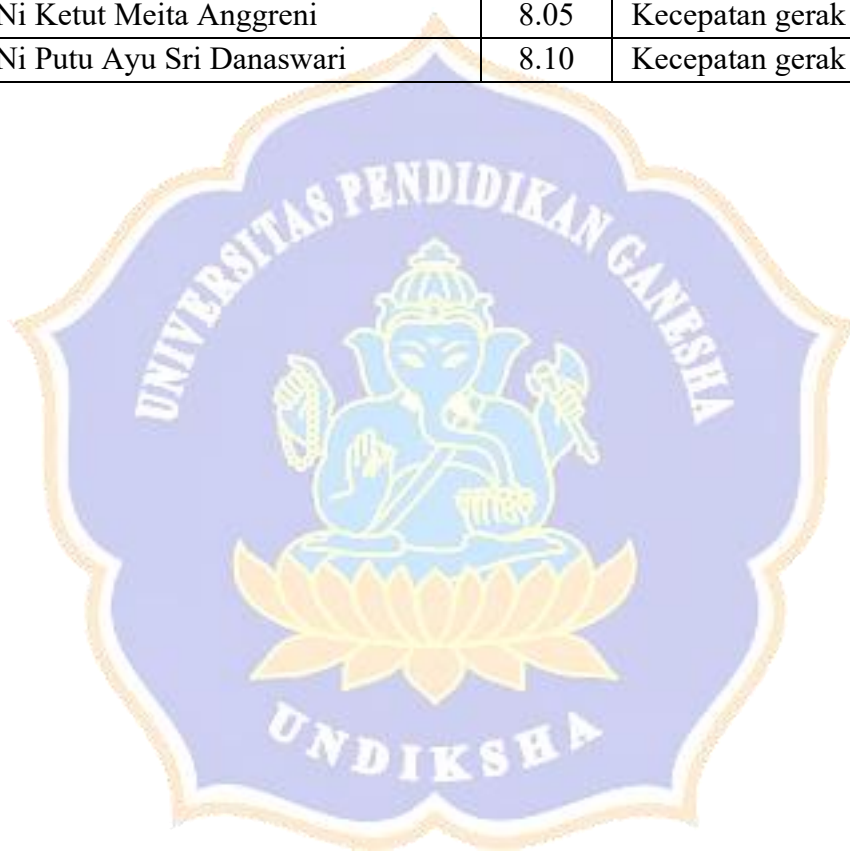 Ni Ketut Meita Anggreni 8.05 Kecepatan gerak
Ni Putu Ayu Sri Danaswari 8.10 Kecepatan gerak
UNIVERSITAS PENDIDIKAN GANESHA
UNDIKSHA